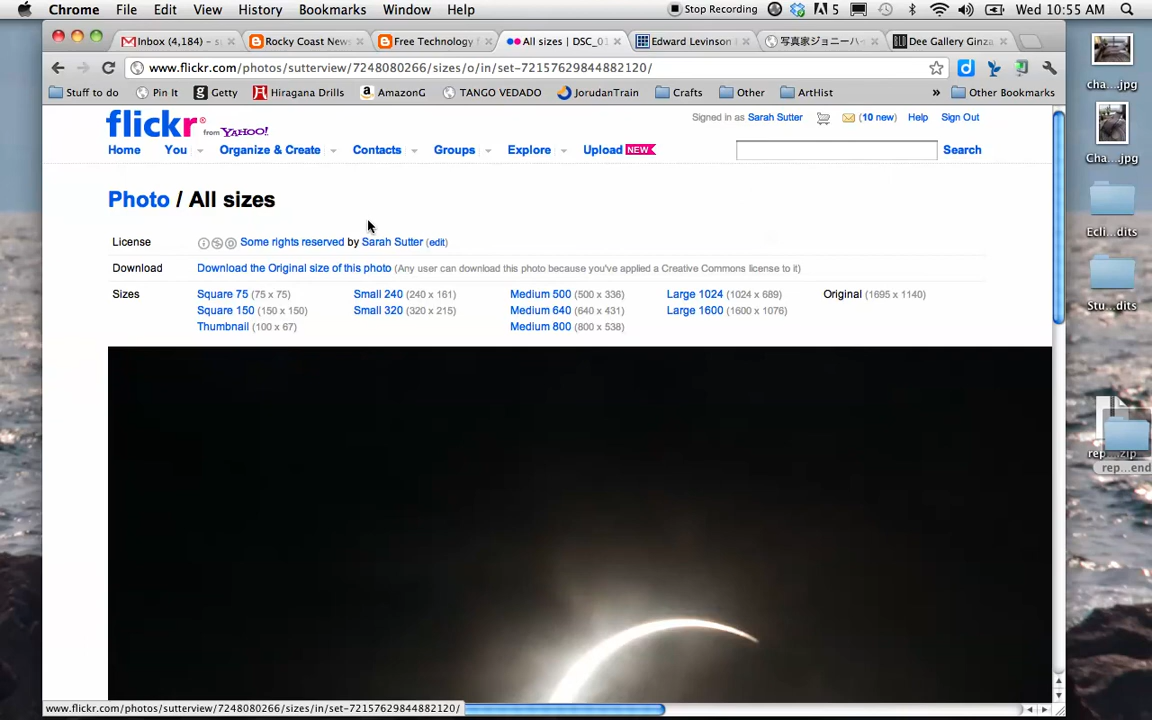 Chrome File Edit View History Bookmarks Window Help Stop Recording 5 Wed 10:55 AM
Inbox (4,184) Rocky Coast New Free Technology f All sizes | DSC_01 Edward Levinson 写真家ジョニーハ Dee Gallery Ginza
www.flickr.com/photos/sutterview/7248080266/sizes/o/in/set-72157629844882120/
Stuff to do Pin It Getty Hiragana Drills AmazonG TANGO VEDADO JorudanTrain Crafts Other ArtHist » Other Bookmarks
flickr from YAHOO!
Signed in as Sarah Sutter (10 new) Help Sign Out
Home You Organize & Create Contacts Groups Explore Upload NEW Search
Photo / All sizes
License Some rights reserved by Sarah Sutter (edit)
Download Download the Original size of this photo (Any user can download this photo because you've applied a Creative Commons license to it)
Sizes Square 75 (75 x 75) Small 240 (240 x 161) Medium 500 (500 x 336) Large 1024 (1024 x 689) Original (1695 x 1140)
Square 150 (150 x 150) Small 320 (320 x 215) Medium 640 (640 x 431) Large 1600 (1600 x 1076)
Thumbnail (100 x 67) Medium 800 (800 x 538)
www.flickr.com/photos/sutterview/7248080266/sizes/in/set-72157629844882120/
cha....jpg
Cha....jpg
Ecli...dits
Stu...dits
rep...end